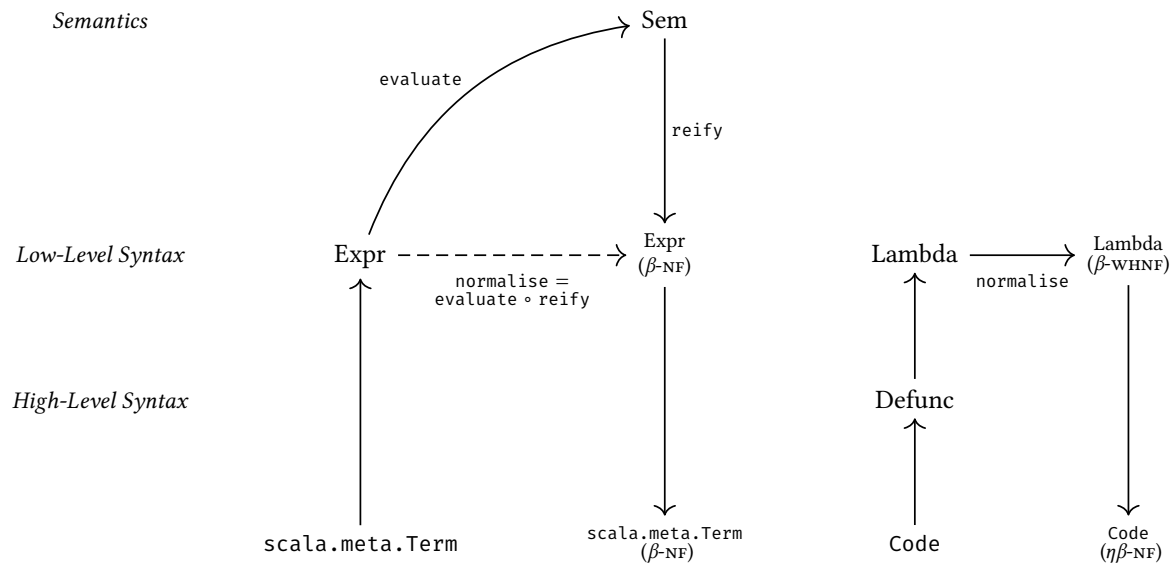 Semantics
Sem
evaluate
reify
Low-Level Syntax
Expr
Expr
(β-NF)
normalise =
evaluate ∘ reify
Lambda
Lambda
(β-WHNF)
normalise
High-Level Syntax
Defunc
scala.meta.Term
scala.meta.Term
(β-NF)
Code
Code
(ηβ-NF)